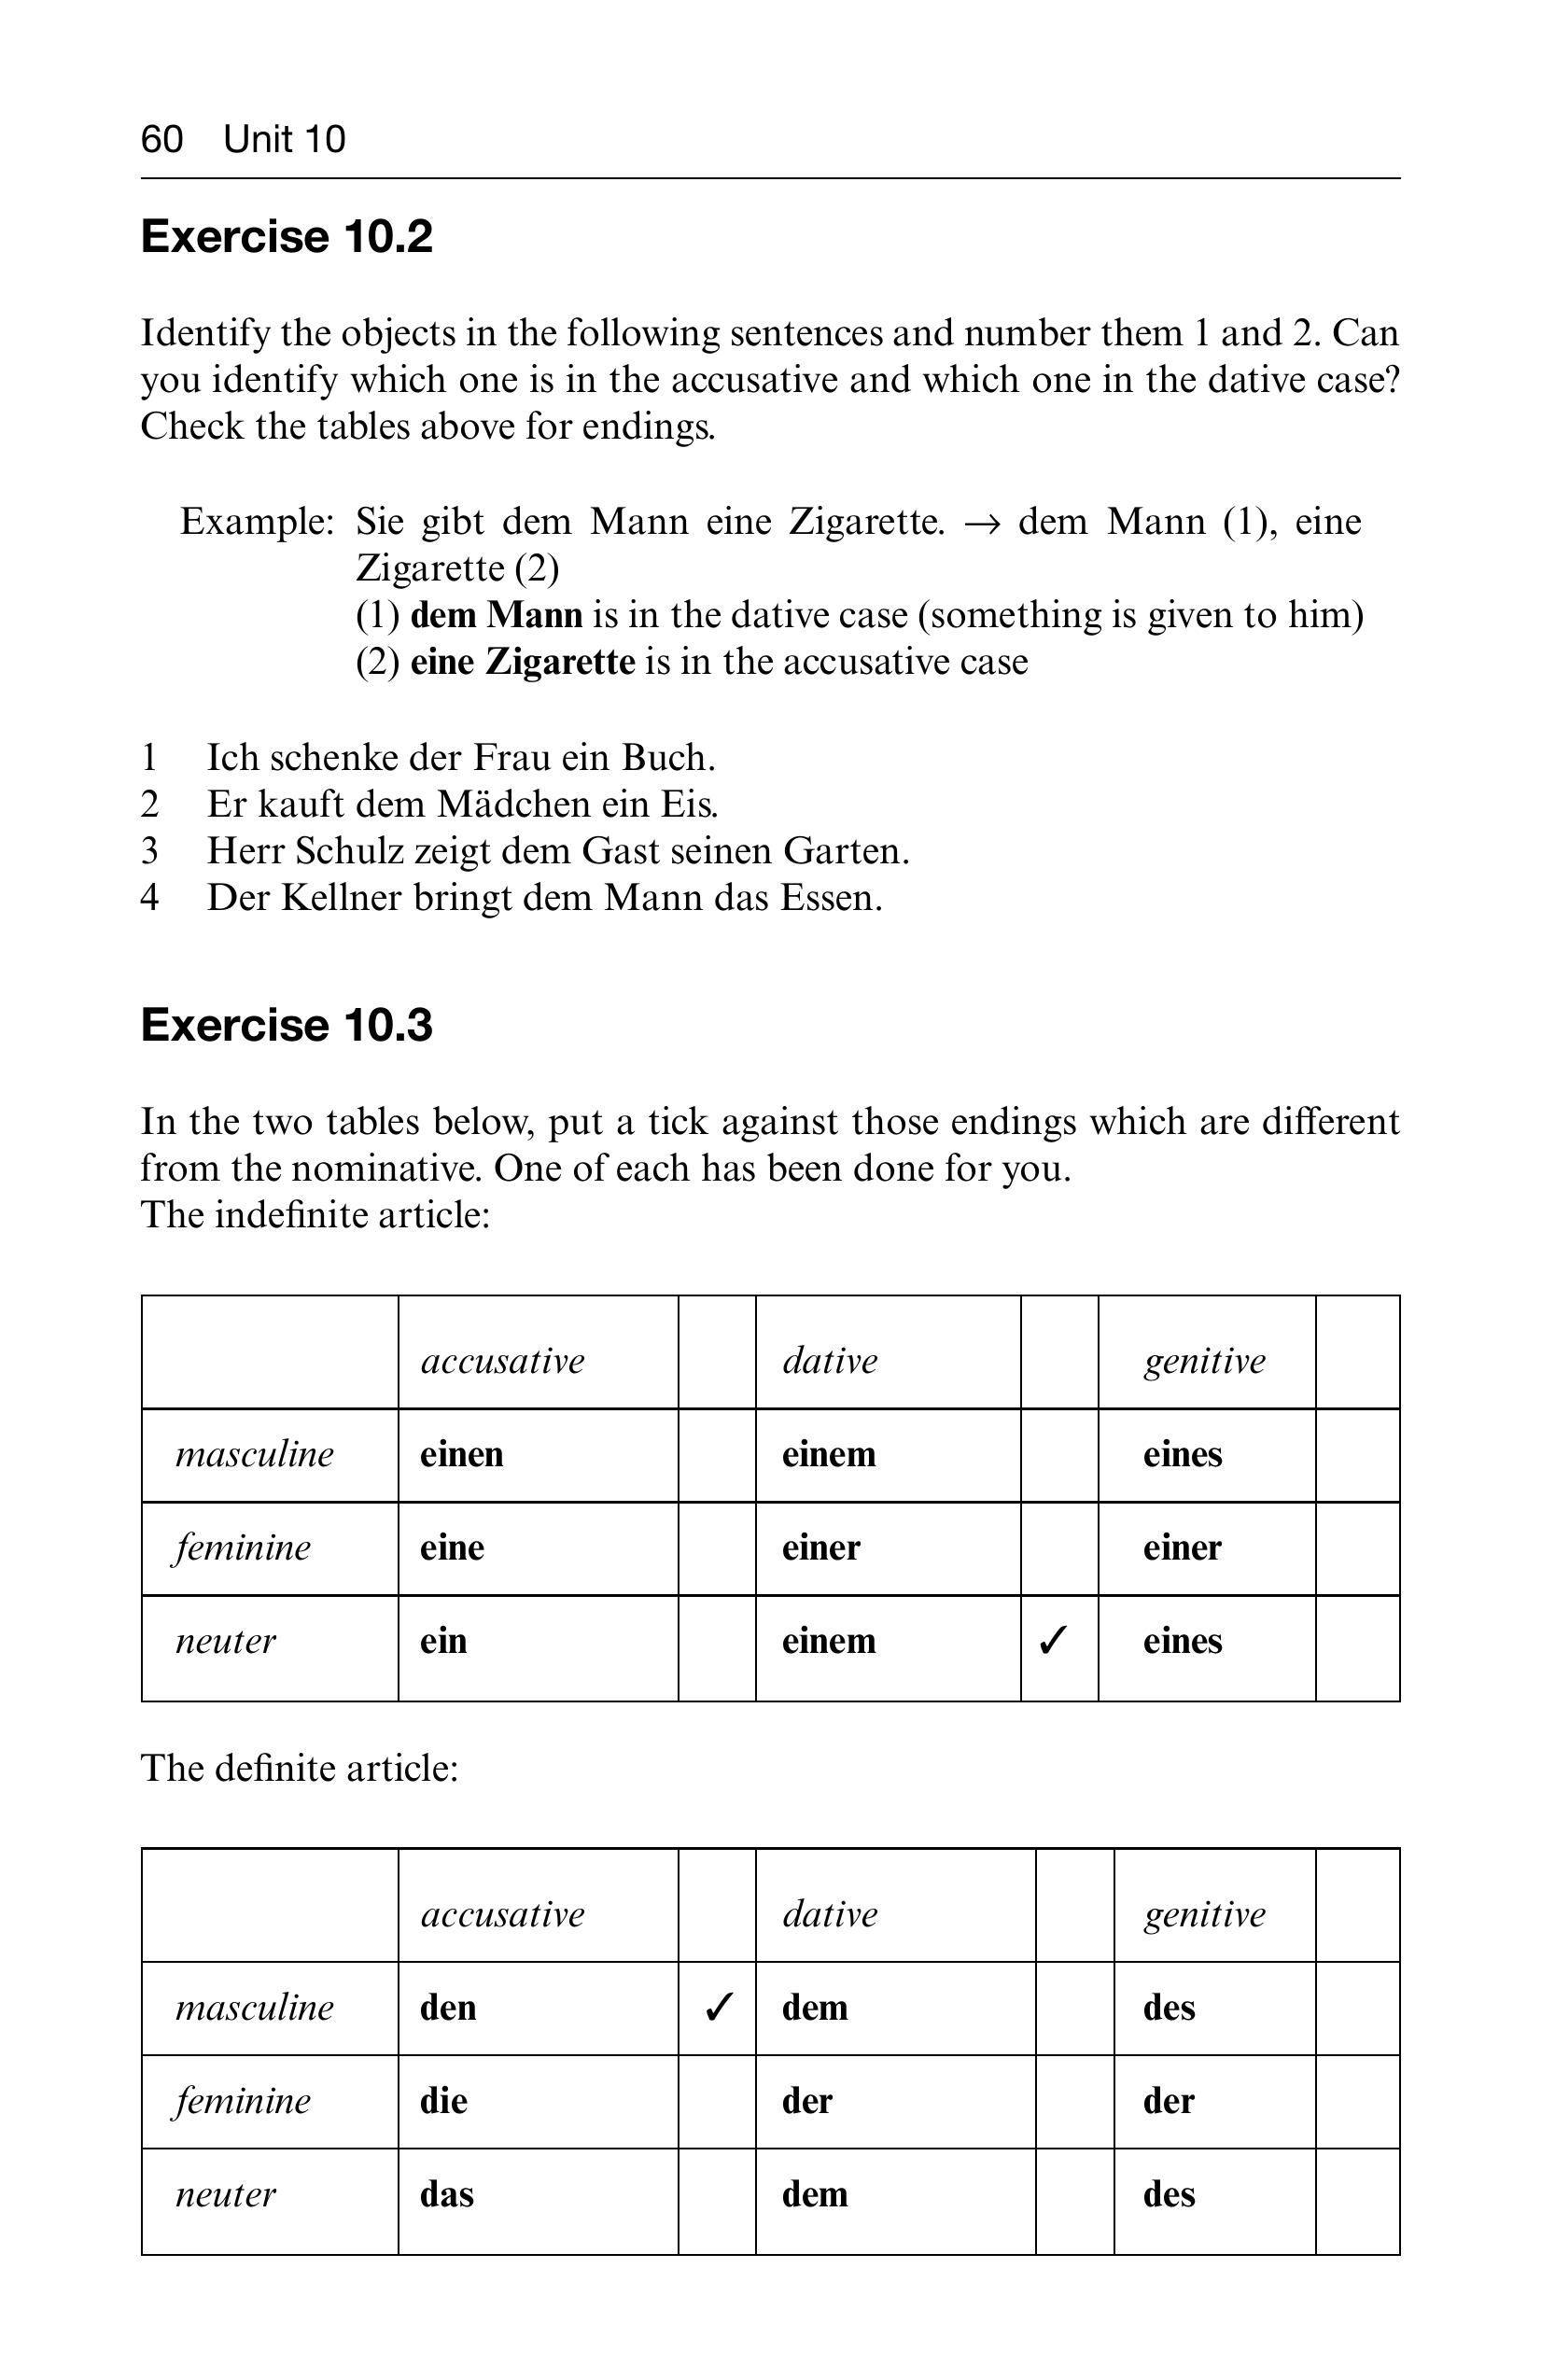 60 Unit 10
Exercise 10.2
Identify the objects in the following sentences and number them 1 and 2. Can
you identify which one is in the accusative and which one in the dative case?
Check the tables above for endings.
Example: Sie gibt dem Mann eine Zigarette. → dem Mann (1), eine
Zigarette (2)
(1) dem Mann is in the dative case (something is given to him)
(2) eine Zigarette is in the accusative case
1 Ich schenke der Frau ein Buch.
2 Er kauft dem Mädchen ein Eis.
3 Herr Schulz zeigt dem Gast seinen Garten.
4 Der Kellner bringt dem Mann das Essen.
Exercise 10.3
In the two tables below, put a tick against those endings which are different
from the nominative. One of each has been done for you.
The indefinite article:
accusative dative genitive
masculine einen einem eines
feminine eine einer einer
neuter ein einem ✓ eines
The definite article:
accusative dative genitive
masculine den ✓ dem des
feminine die der der
neuter das dem des